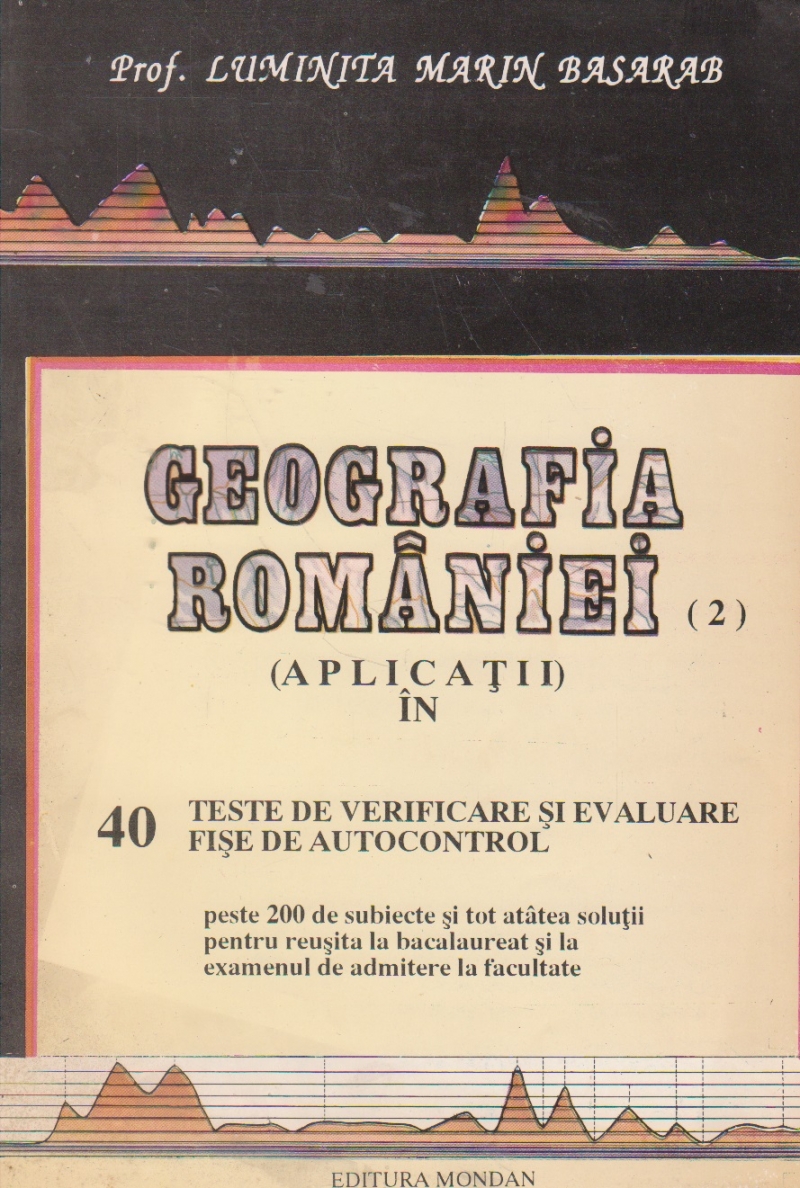 Prof. LUMINITA MARIN BASARAB
GEOGRAFIA
ROMÂNIEI (2)
(APLICAŢII)
ÎN
40 TESTE DE VERIFICARE ŞI EVALUARE
FIŞE DE AUTOCONTROL
peste 200 de subiecte şi tot atâtea soluţii
pentru reuşita la bacalaureat şi la
examenul de admitere la facultate
EDITURA MONDAN